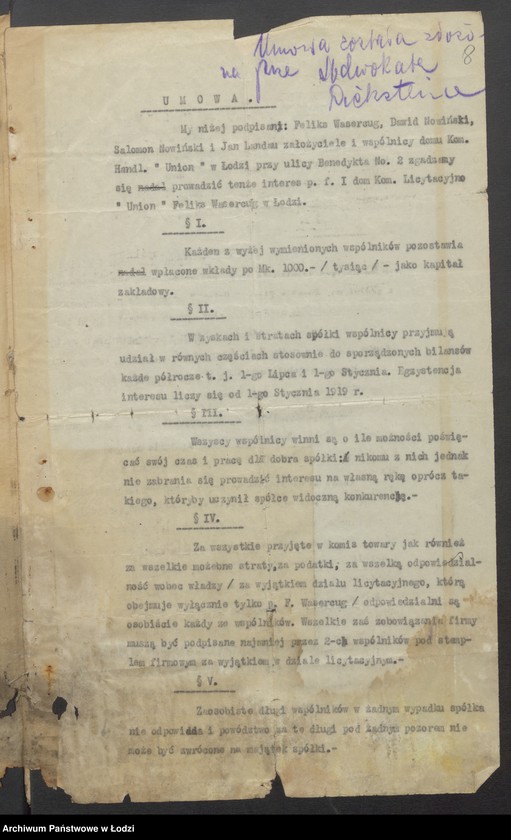 Umowa została złożo-
na prze Adwokata
Dickstein
8
UMOWA.
My niżej podpisani: Feliks Wasercug, Dawid Nowiński,
Salomon Nowiński i Jan Landau założyciele i wspólnicy domu Kom.
Handl. " Union " w Łodzi przy ulicy Benedykta No. 2 zgadzamy
się nadal prowadzić tenże interes p. f. I dom Kom. Licytacyjno
" Union " Feliks Wasercug w Łodzi.
§ I.
Każden z wyżej wymienionych wspólników pozostawia
nadal wpłacone wkłady po Mk. 1000.- / tysiąc / - jako kapitał
zakładowy.
§ II.
W zyskach i stratach spółki wspólnicy przyjmują
udział w równych częściach stosownie do sporządzonych bilansów
każde półrocze t. j. 1-go Lipca i 1-go Stycznia. Egzystencja
interesu liczy się od 1-go Stycznia 1919 r.
§ III.
Wszyscy wspólnicy winni są o ile możności poświę-
cać swój czas i pracę dla dobra spółki: nikomu z nich jednak
nie zabrania się prowadzić interesu na własną rękę oprócz ta-
kiego, któryby uczynił spółce widoczną konkurencję.-
§ IV.
Za wszystkie przyjęte w komis towary jak również
za wszelkie możebne straty, za podatki, za wszelką odpowiedzial-
ność wobec władzy / za wyjątkiem działu licytacyjnego, którą
obejmuje wyłącznie tylko p. F. Wasercug / odpowiedzialni są
osobiście każdy ze wspólników. Wszelkie zaś zobowiązania firmy
muszą być podpisane najmniej przez 2-ch wspólników pod stemp-
lem firmowym za wyjątkiem w dziale licytacyjnym.-
§ V.
Zaosobiste długi wspólników w żadnym wypadku spółka
nie odpowiada i powództwo za te długi pod żadnym pozorem nie
może być zwrócone na majątek spółki.-
Archiwum Państwowe w Łodzi